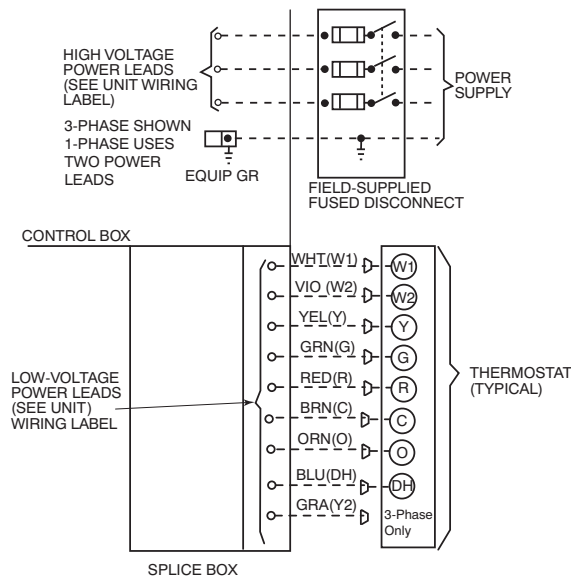 HIGH VOLTAGE
POWER LEADS
(SEE UNIT WIRING
LABEL)
POWER
SUPPLY
3-PHASE SHOWN
1-PHASE USES
TWO POWER
LEADS
EQUIP GR
FIELD-SUPPLIED
FUSED DISCONNECT
CONTROL BOX
WHT(W1)
W1
VIO (W2)
W2
YEL(Y)
Y
GRN(G)
G
RED(R)
R
BRN(C)
C
ORN(O)
O
BLU(DH)
DH
GRA(Y2)
3-Phase
Only
LOW-VOLTAGE
POWER LEADS
(SEE UNIT)
WIRING LABEL
THERMOSTAT
(TYPICAL)
SPLICE BOX